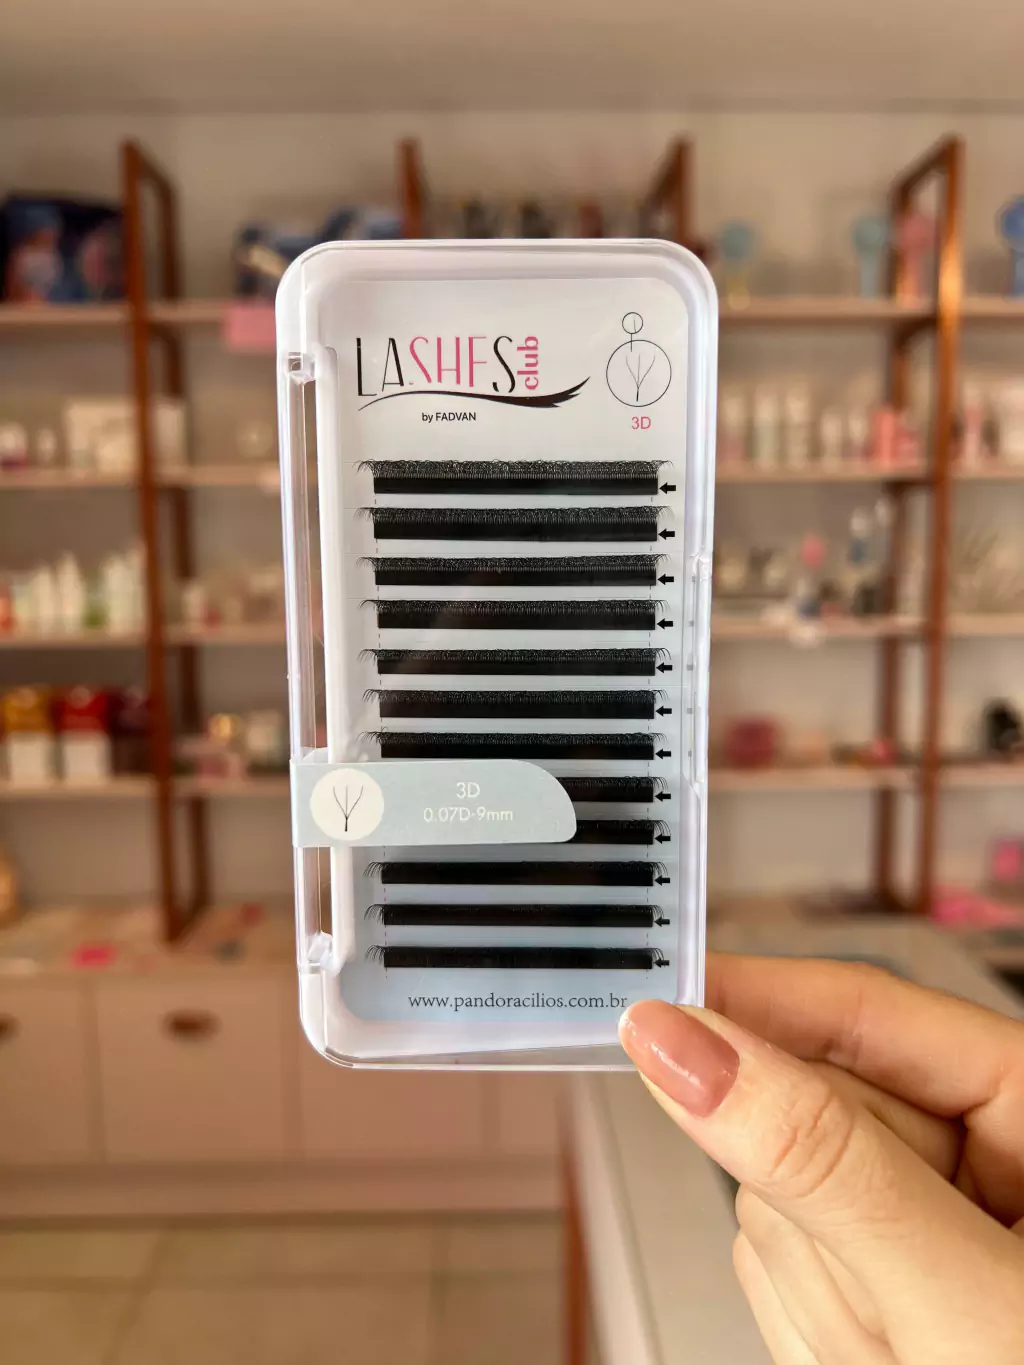 LASHES club
by FADVAN
3D
3D
0.07D-9mm
www.pandoracilios.com.br